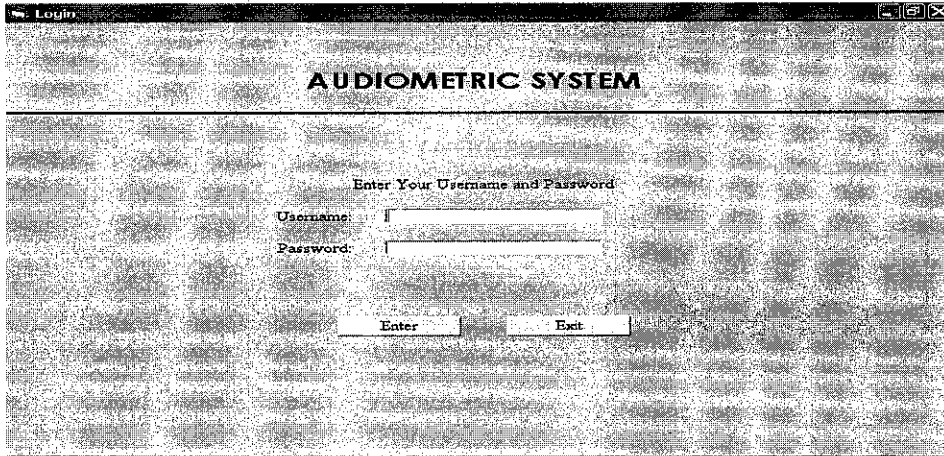 Login
AUDIOMETRIC SYSTEM
Enter Your Username and Password
Username:
Password:
Enter Exit